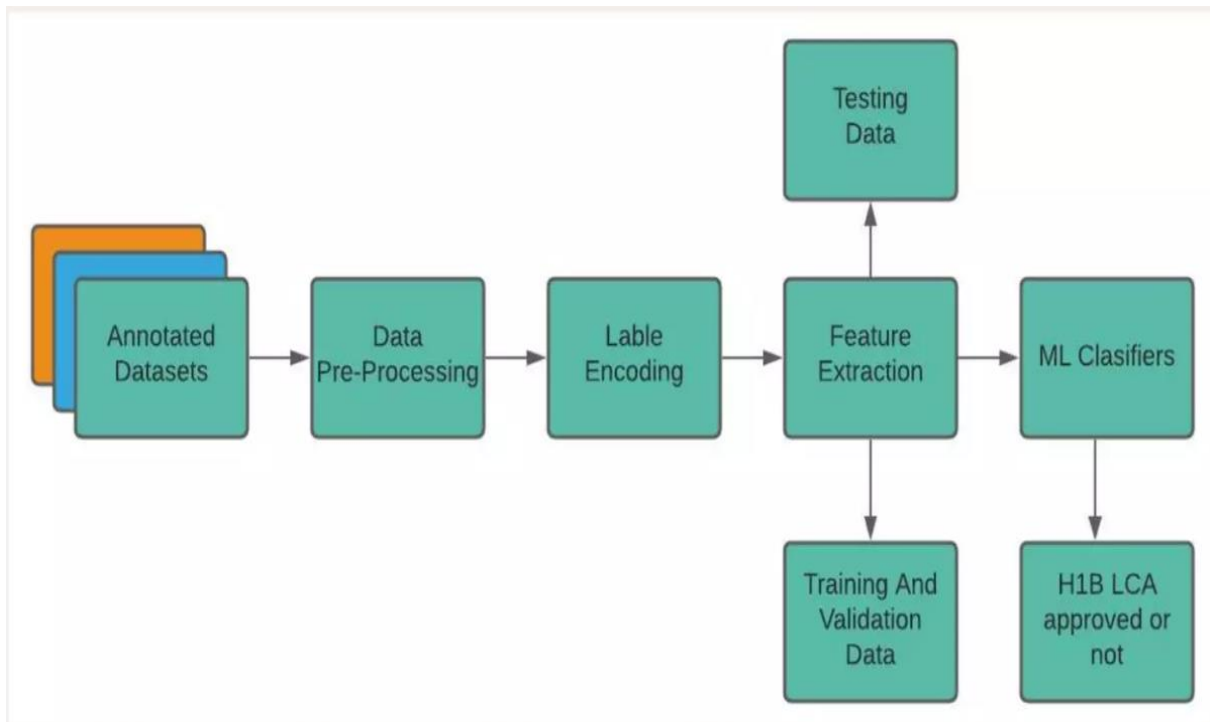 Testing
Data
Annotated
Datasets
Data
Pre-Processing
Lable
Encoding
Feature
Extraction
ML Clasifiers
Training And
Validation
Data
H1B LCA
approved or
not